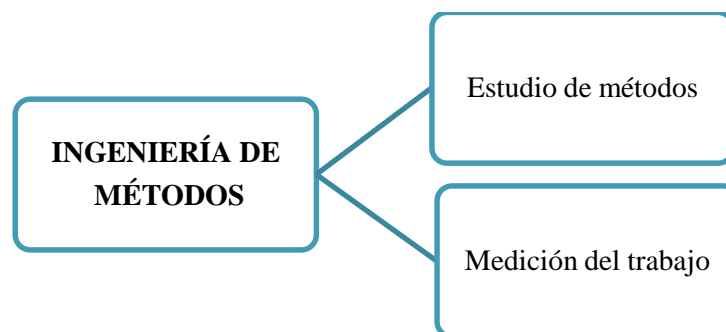 Estudio de métodos
INGENIERÍA DE
MÉTODOS
Medición del trabajo